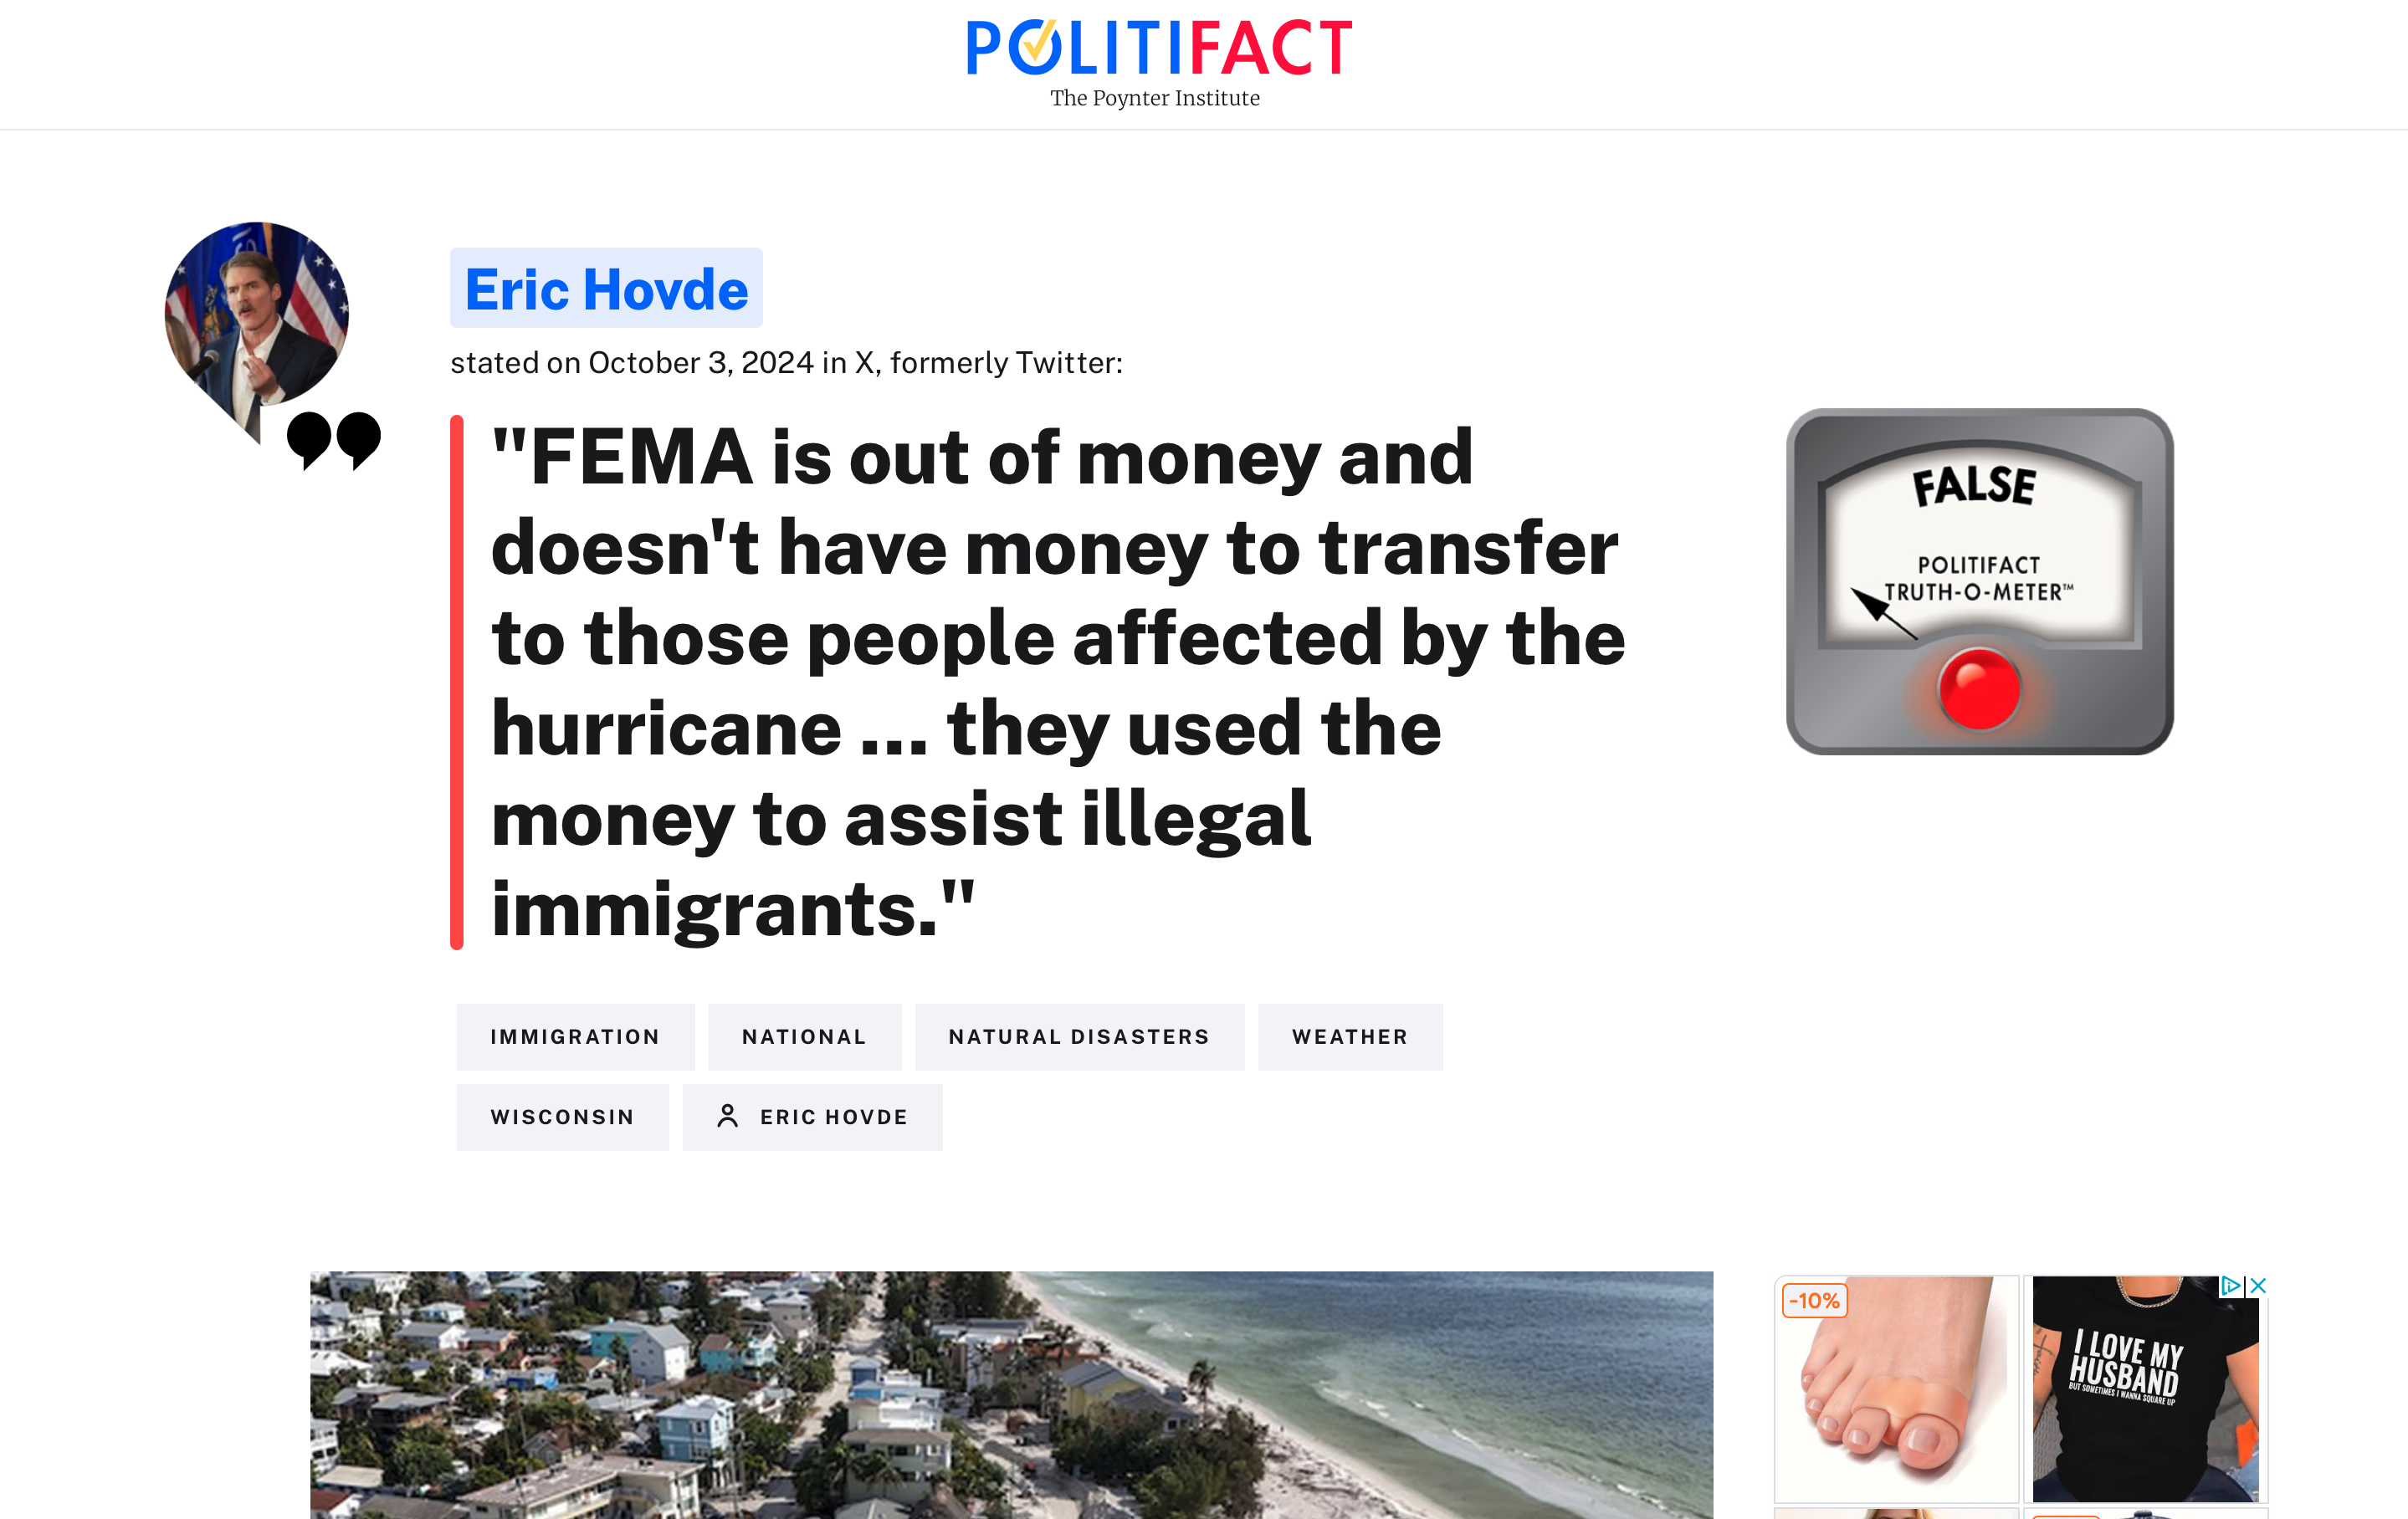 POLITIFACT
The Poynter Institute
Eric Hovde
stated on October 3, 2024 in X, formerly Twitter:
"FEMA is out of money and
doesn't have money to transfer
to those people affected by the
hurricane … they used the
money to assist illegal
immigrants."
FALSE
POLITIFACT
TRUTH-O-METER™
IMMIGRATION
NATIONAL
NATURAL DISASTERS
WEATHER
WISCONSIN
ERIC HOVDE
-10%
I LOVE MY
HUSBAND
BUT SOMETIMES I WANNA SQUARE UP